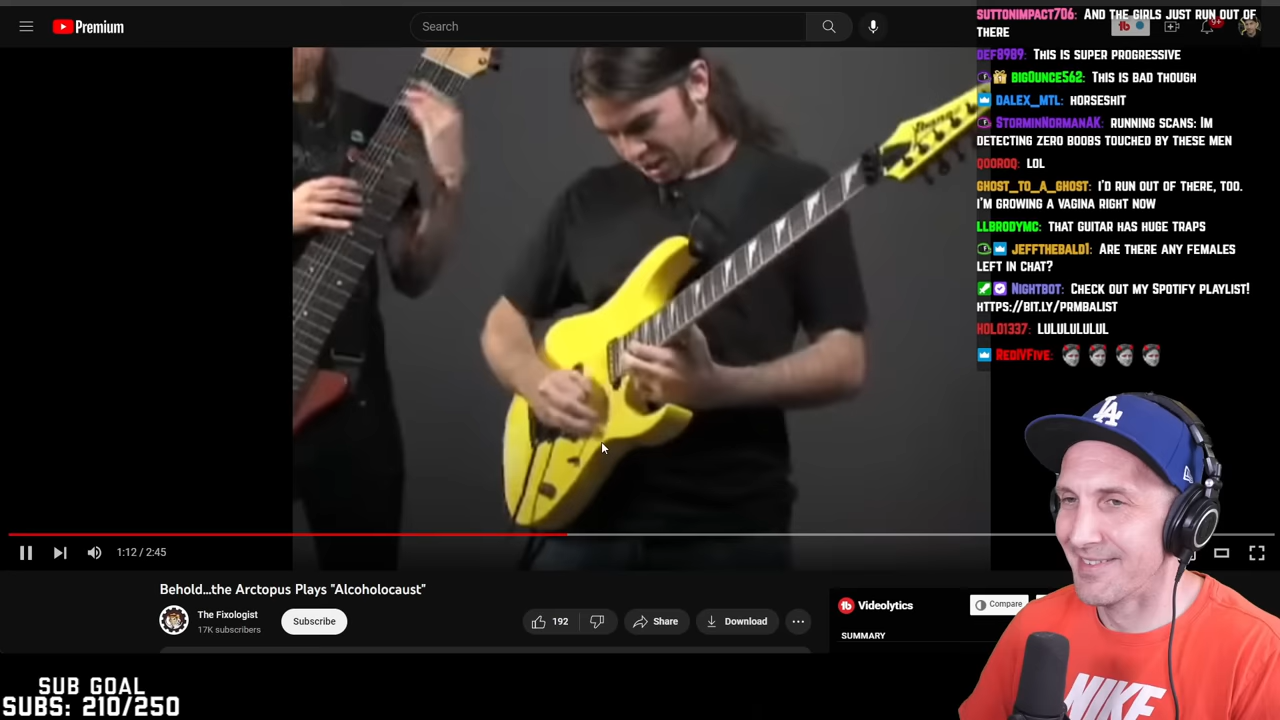 Premium
Search
9+
SUTTONIMPACT706: AND THE GIRLS JUST RUN OUT OF
THERE
DEF8989: THIS IS SUPER PROGRESSIVE
BIGOUNCE562: THIS IS BAD THOUGH
DALEX_MTL: HORSESHIT
STORMINNORMANAK: RUNNING SCANS: IM
DETECTING ZERO BOOBS TOUCHED BY THESE MEN
QOOROQ: LOL
GHOST_TO_A_GHOST: I'D RUN OUT OF THERE, TOO.
I'M GROWING A VAGINA RIGHT NOW
LLBRODYMC: THAT GUITAR HAS HUGE TRAPS
JEFFTHEBALD1: ARE THERE ANY FEMALES
LEFT IN CHAT?
NIGHTBOT: CHECK OUT MY SPOTIFY PLAYLIST!
HTTPS://BIT.LY/PRMBALIST
HOLO1337: LULULULULUL
REDIVFIVE:
Ibanez
LA
1:12 / 2:45
Behold...the Arctopus Plays "Alcoholocaust"
The Fixologist
17K subscribers
Subscribe
192
Share
Download
tb Videolytics
Compare
SUMMARY
SUB GOAL
SUBS: 210/250
NIKE